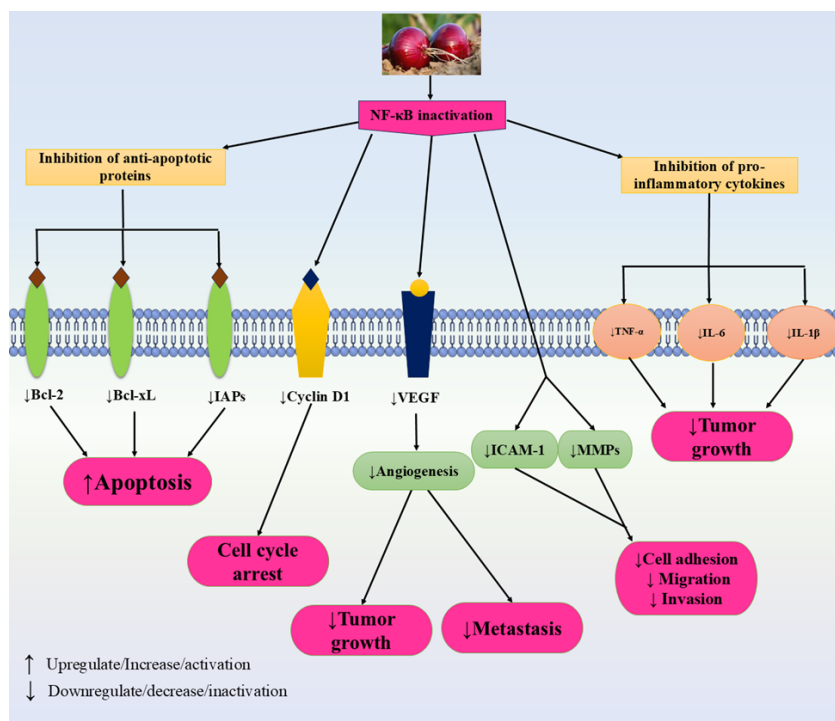 NF-κB inactivation
Inhibition of anti-apoptotic
proteins
Inhibition of pro-
inflammatory cytokines
↓TNF-α
↓IL-6
↓IL-1β
↓Bcl-2
↓Bcl-xL
↓IAPs
↓Cyclin D1
↓VEGF
↓Tumor
growth
↓ICAM-1
↓MMPs
↓Angiogenesis
↑Apoptosis
Cell cycle
arrest
↓Cell adhesion
↓ Migration
↓ Invasion
↓Tumor
growth
↓Metastasis
↑ Upregulate/Increase/activation
↓ Downregulate/decrease/inactivation